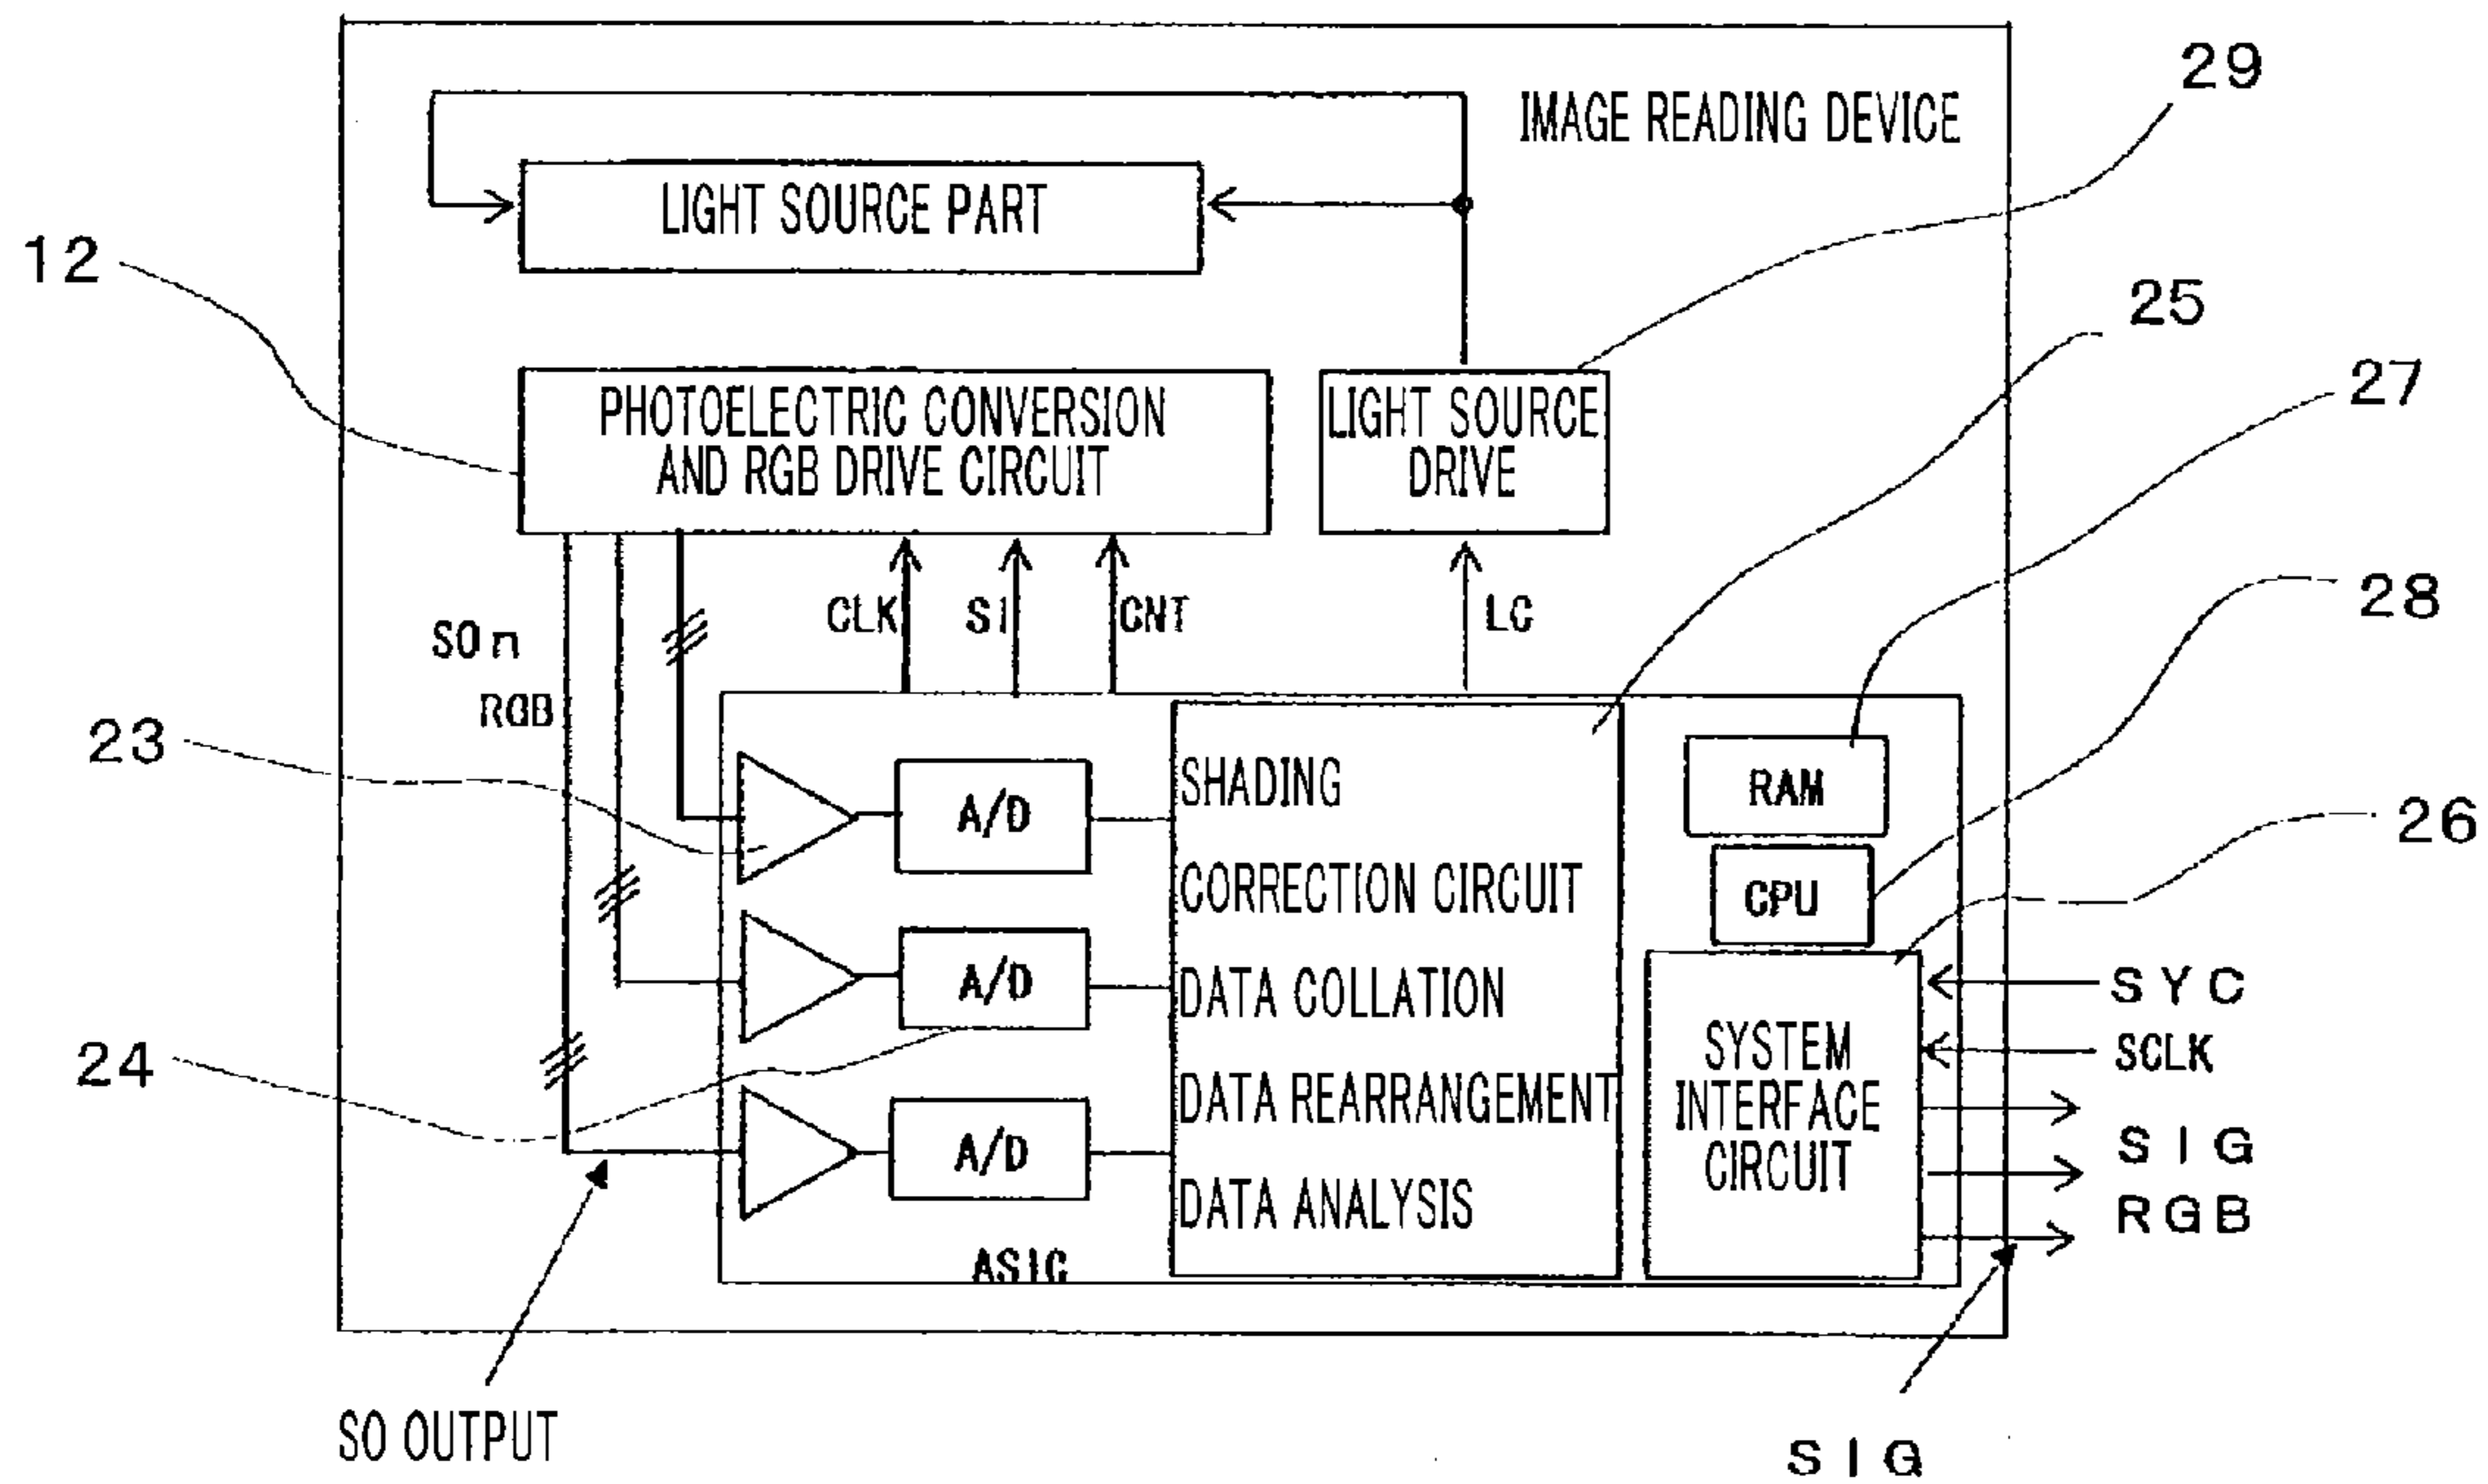 29
IMAGE READING DEVICE
LIGHT SOURCE PART
12
25
27
PHOTOELECTRIC CONVERSION
AND RGB DRIVE CIRCUIT
LIGHT SOURCE
DRIVE
28
SOn
RGB
CLK
SI
CNT
LC
23
SHADING
CORRECTION CIRCUIT
DATA COLLATION
DATA REARRANGEMENT
DATA ANALYSIS
A/D
A/D
A/D
RAM
CPU
26
24
SYSTEM
INTERFACE
CIRCUIT
SYC
SCLK
SIG
RGB
ASIC
SO OUTPUT
SIG